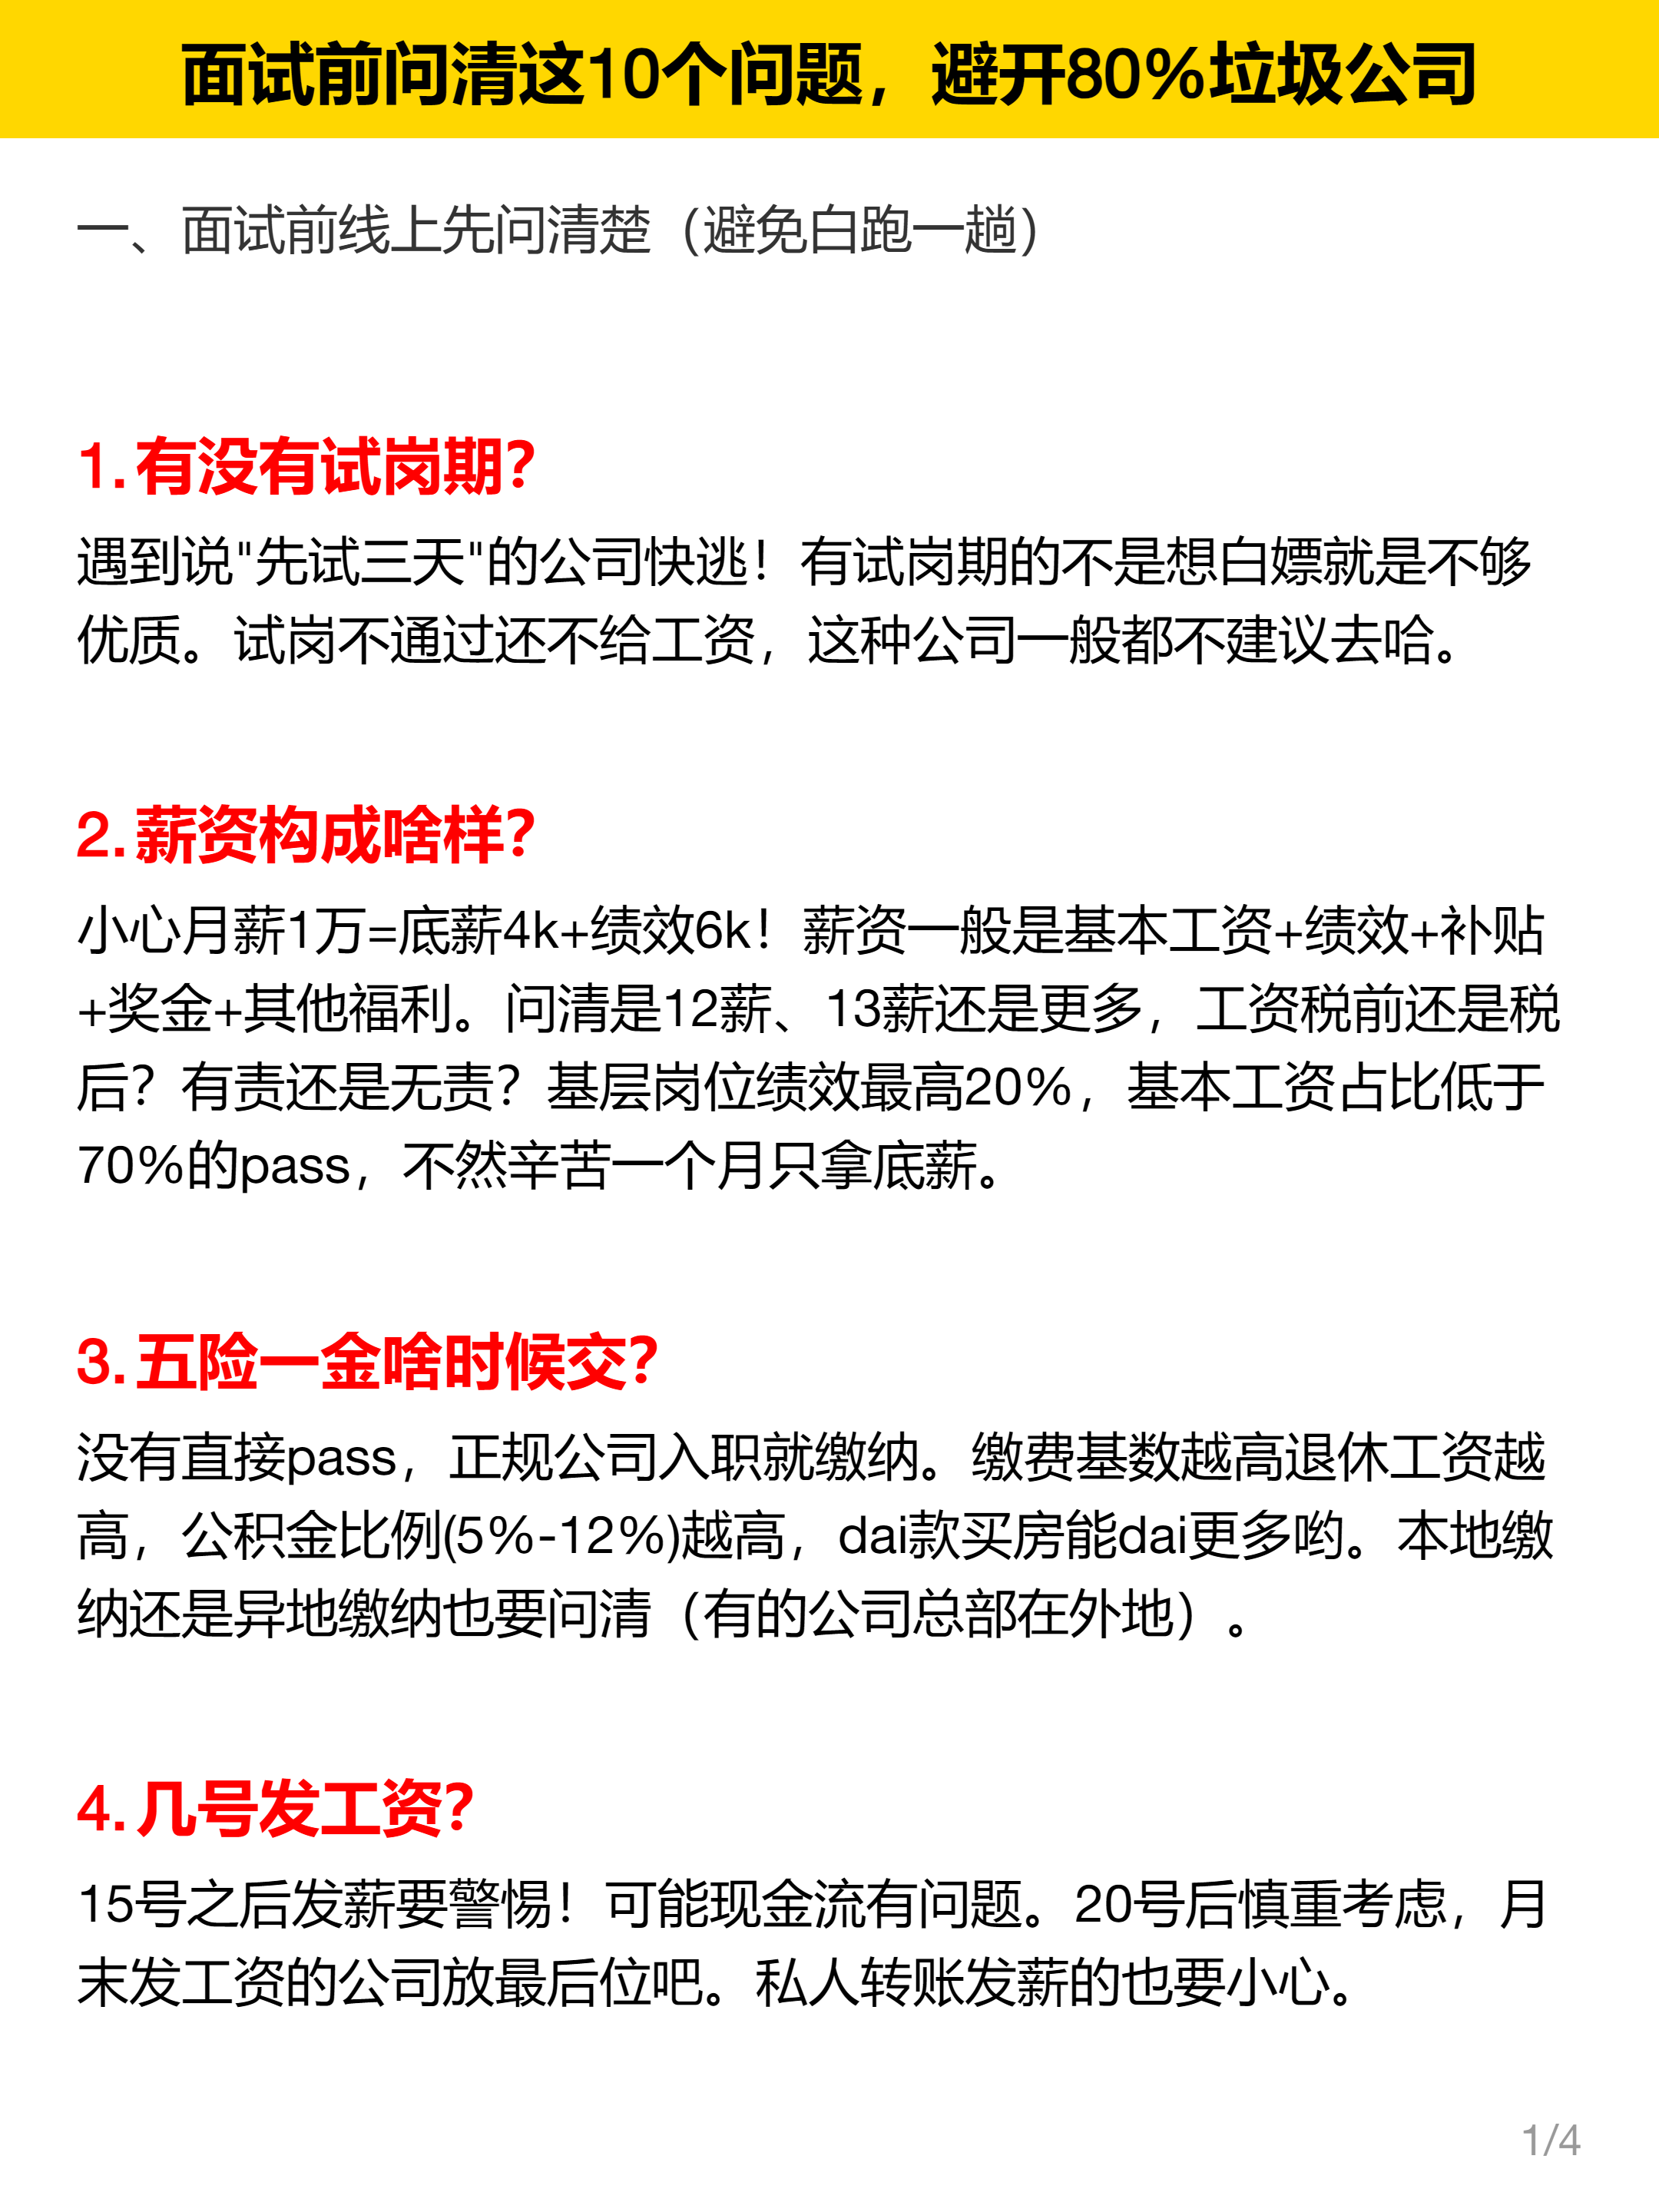 面试前问清这10个问题，避开80%垃圾公司
一、面试前线上先问清楚（避免白跑一趟）
1.有没有试岗期？
遇到说"先试三天"的公司快逃！有试岗期的不是想白嫖就是不够
优质。试岗不通过还不给工资，这种公司一般都不建议去哈。
2.薪资构成啥样？
小心月薪1万=底薪4k+绩效6k！薪资一般是基本工资+绩效+补贴
+奖金+其他福利。问清是12薪、13薪还是更多，工资税前还是税
后？有责还是无责？基层岗位绩效最高20%，基本工资占比低于
70%的pass，不然辛苦一个月只拿底薪。
3.五险一金啥时候交？
没有直接pass，正规公司入职就缴纳。缴费基数越高退休工资越
高，公积金比例(5%-12%)越高，dai款买房能dai更多哟。本地缴
纳还是异地缴纳也要问清（有的公司总部在外地）。
4.几号发工资？
15号之后发薪要警惕！可能现金流有问题。20号后慎重考虑，月
末发工资的公司放最后位吧。私人转账发薪的也要小心。
1/4